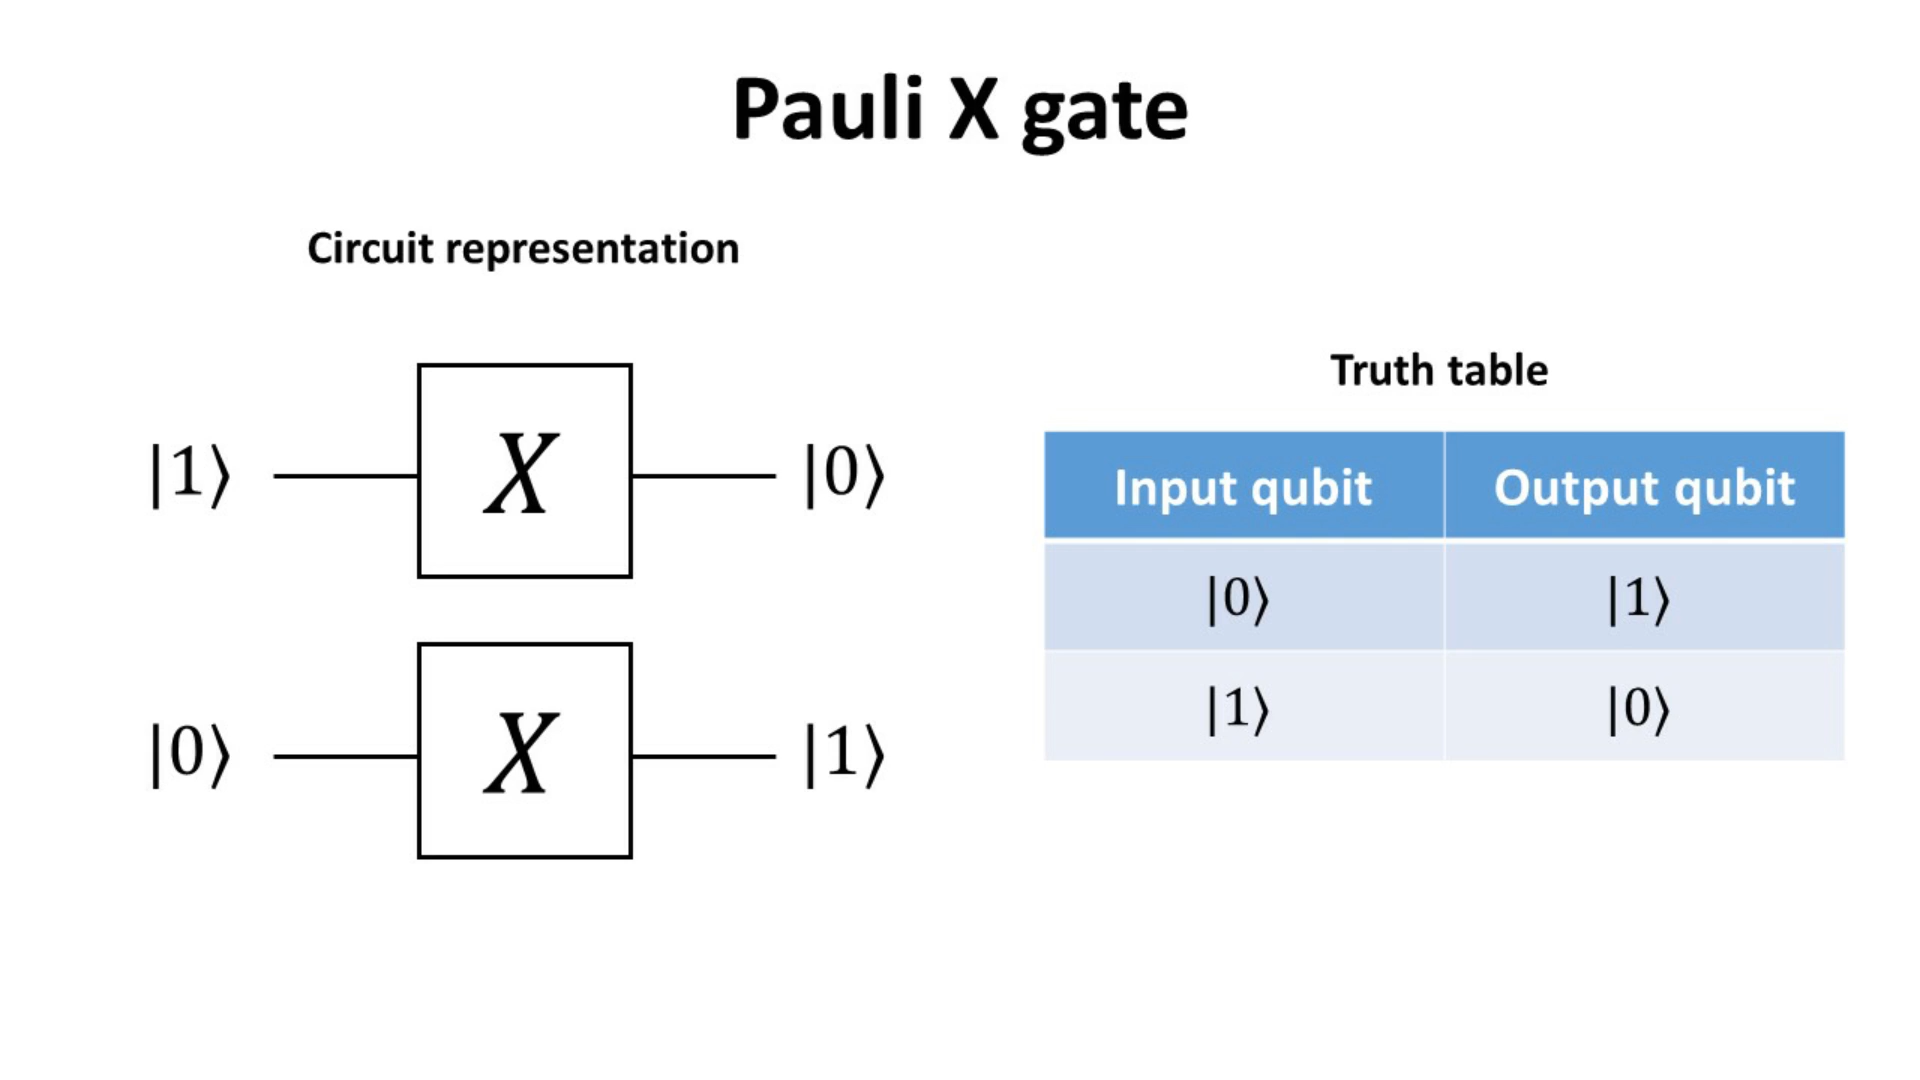 Pauli X gate
Circuit representation
|1⟩ X |0⟩
|0⟩ X |1⟩
Truth table
Input qubit Output qubit
|0⟩ |1⟩
|1⟩ |0⟩